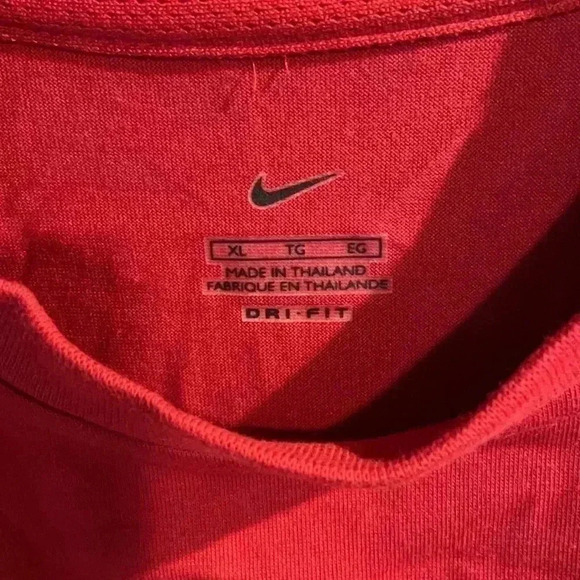 XL TG EG
MADE IN THAILAND
FABRIQUE EN THAILANDE
DRI-FIT